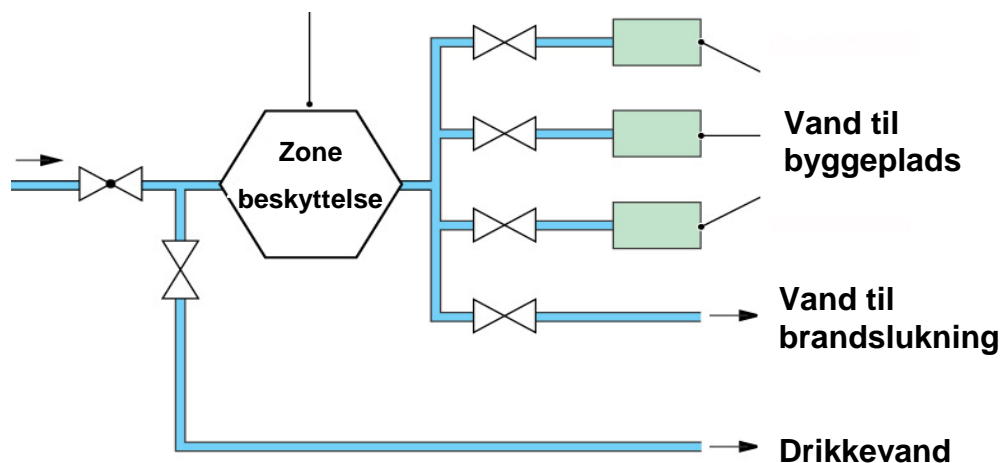 Zone
beskyttelse
Vand til
byggeplads
Vand til
brandslukning
Drikkevand